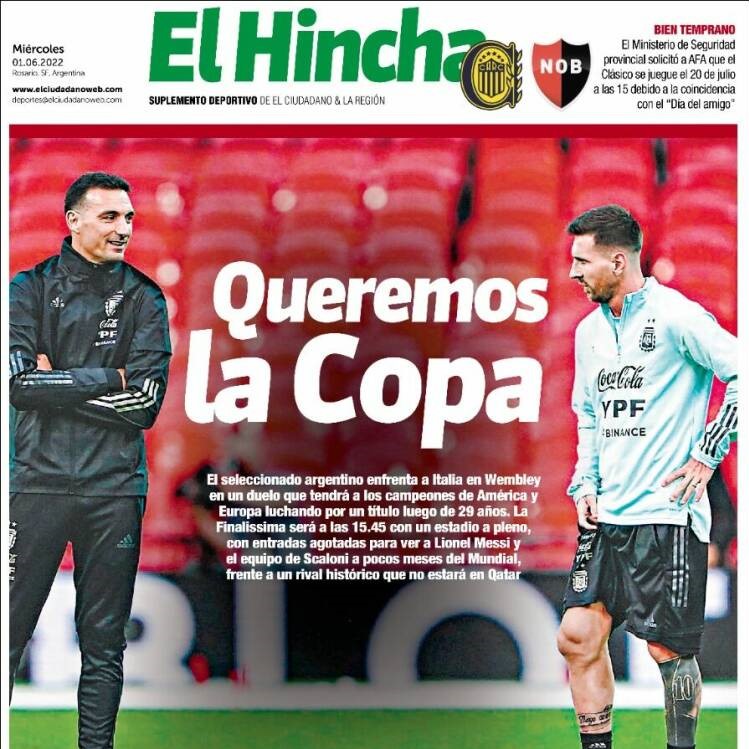 Miércoles
01.06.2022
Rosario. SF, Argentina
www.elciudadanoweb.com
deportes@elciudadanoweb.com
El Hincha
SUPLEMENTO DEPORTIVO DE EL CIUDADANO & LA REGIÓN
CARC
NOB
BIEN TEMPRANO
El Ministerio de Seguridad
provincial solicitó a AFA que el
Clásico se juegue el 20 de julio
a las 15 debido a la coincidencia
con el “Día del amigo”
Queremos
la Copa
El seleccionado argentino enfrenta a Italia en Wembley
en un duelo que tendrá a los campeones de América y
Europa luchando por un título luego de 29 años. La
Finalissima será a las 15.45 con un estadio a pleno,
con entradas agotadas para ver a Lionel Messi y
el equipo de Scaloni a pocos meses del Mundial,
frente a un rival histórico que no estará en Qatar
Coca-Cola
YPF
adidas
AFA
Coca-Cola
YPF
BINANCE
10